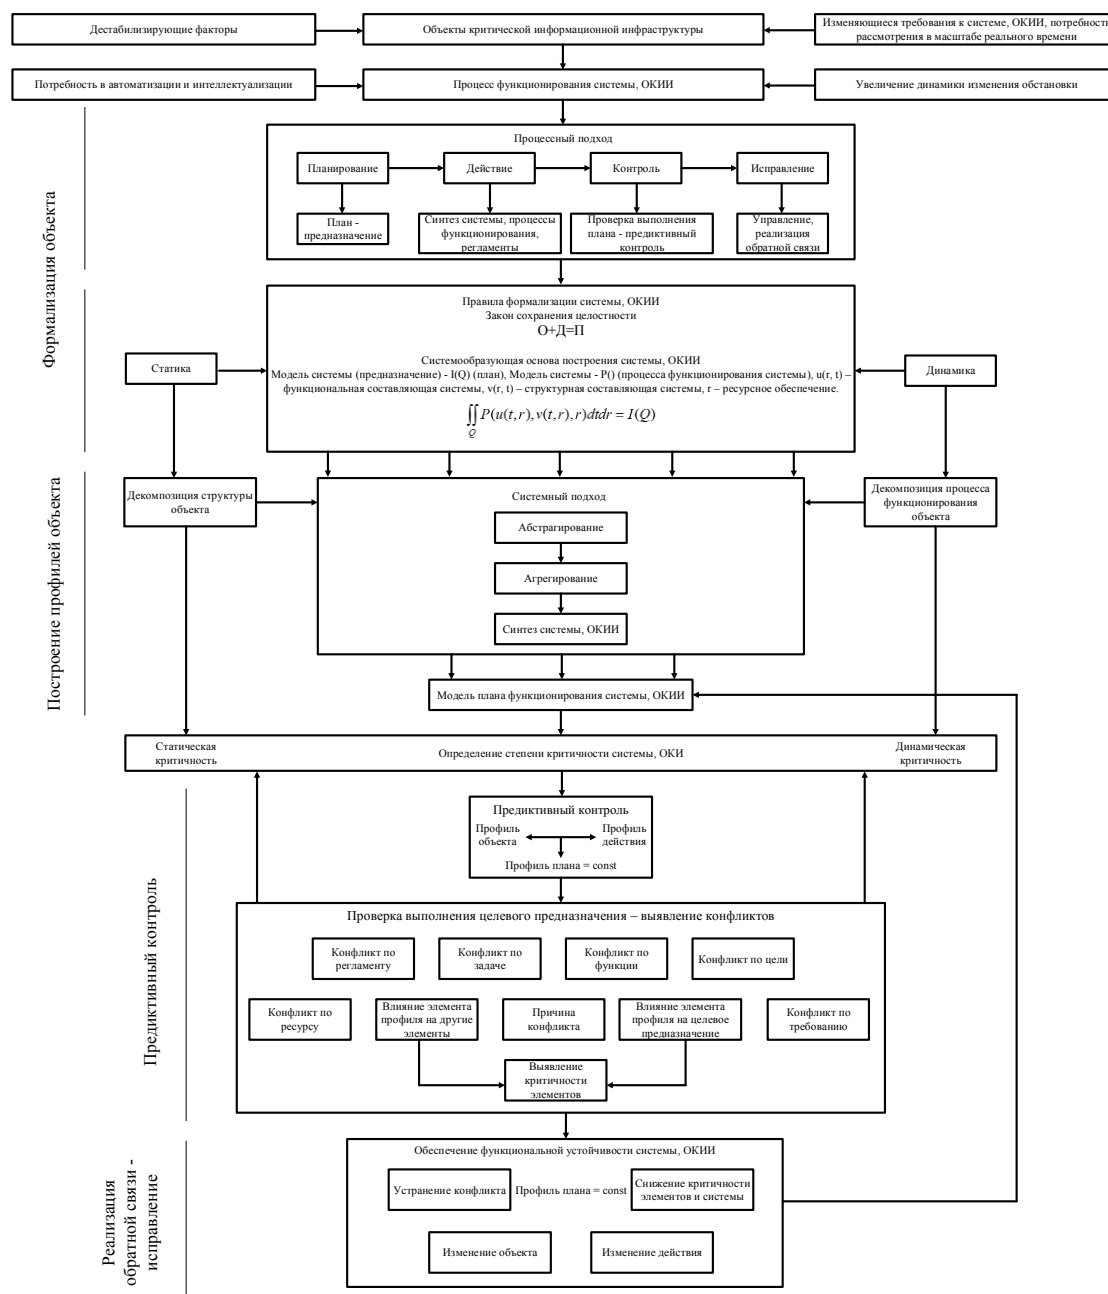 Дестабилизирующие факторы
Объекты критической информационной инфраструктуры
Изменяющиеся требования к системе, ОКИИ, потребность
рассмотрения в масштабе реального времени
Потребность в автоматизации и интеллектуализации
Процесс функционирования системы, ОКИИ
Увеличение динамики изменения обстановки
Формализация объекта
Процессный подход
Планирование
Действие
Контроль
Исправление
План -
предназначение
Синтез системы, процессы
функционирования,
регламенты
Проверка выполнения
плана - предиктивный
контроль
Управление,
реализация
обратной связи
Правила формализации системы, ОКИИ
Закон сохранения целостности
О+Д=П
Системообразующая основа построения системы, ОКИИ
Модель системы (предназначение) - I(Q) (план), Модель системы - P() (процесса функционирования системы), u(r, t) –
функциональная составляющая системы, v(r, t) – структурная составляющая системы, r – ресурсное обеспечение.
∬ P(u(t,r),v(t,r),r)dtdr = I(Q)
Q
Статика
Динамика
Построение профилей объекта
Декомпозиция структуры
объекта
Системный подход
Абстрагирование
Агрегирование
Синтез системы, ОКИИ
Декомпозиция процесса
функционирования
объекта
Модель плана функционирования системы, ОКИИ
Статическая
критичность
Определение степени критичности системы, ОКИ
Динамическая
критичность
Предиктивный контроль
Предиктивный контроль
Профиль
объекта
Профиль
действия
Профиль плана = const
Проверка выполнения целевого предназначения – выявление конфликтов
Конфликт по
регламенту
Конфликт по
задаче
Конфликт по
функции
Конфликт по цели
Конфликт по
ресурсу
Влияние элемента
профиля на другие
элементы
Причина
конфликта
Влияние элемента
профиля на целевое
предназначение
Конфликт по
требованию
Выявление
критичности
элементов
Реализация
обратной связи -
исправление
Обеспечение функциональной устойчивости системы, ОКИИ
Устранение конфликта
Профиль плана = const
Снижение критичности
элементов и системы
Изменение объекта
Изменение действия